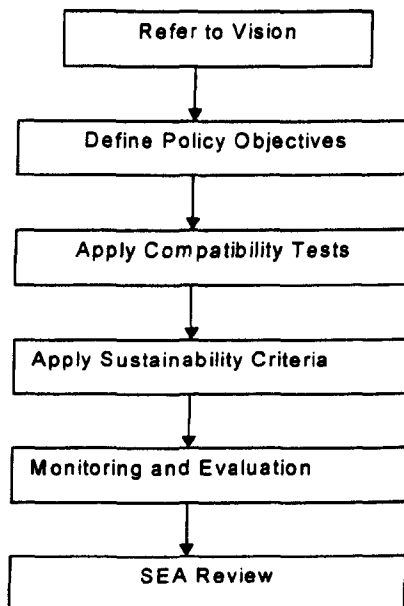 Refer to Vision
Define Policy Objectives
Apply Compatibility Tests
Apply Sustainability Criteria
Monitoring and Evaluation
SEA Review